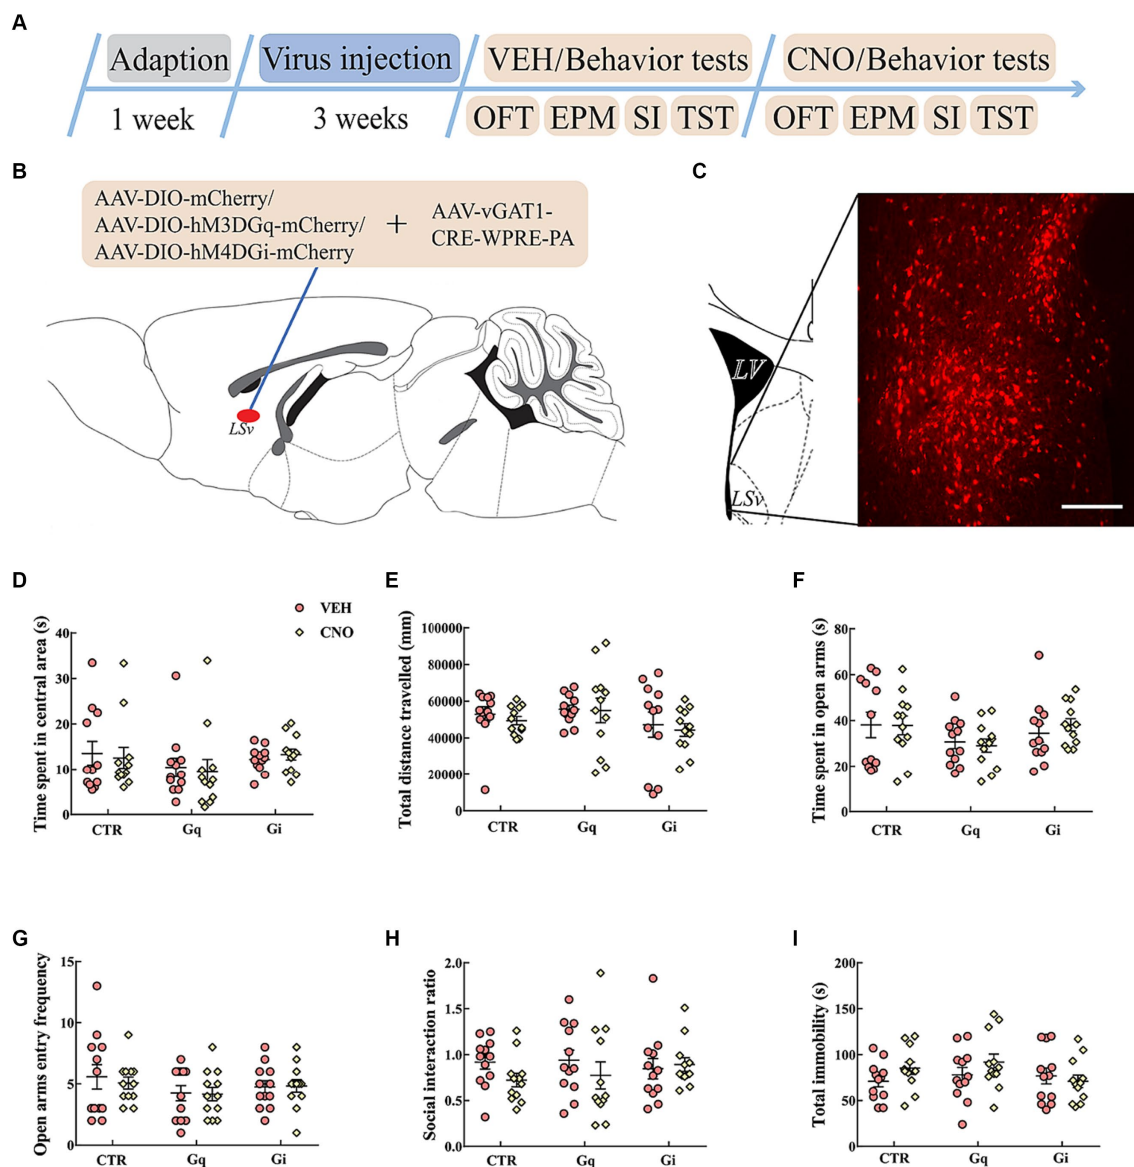 A
Adaption
Virus injection
VEH/Behavior tests
CNO/Behavior tests
1 week
3 weeks
OFT EPM SI TST
OFT EPM SI TST
B
AAV-DIO-mCherry/
AAV-DIO-hM3DGq-mCherry/
AAV-DIO-hM4DGi-mCherry
+
AAV-vGAT1-
CRE-WPRE-PA
LSv
C
LV
LSv
D
VEH
CNO
Time spent in central area (s)
40
30
20
10
0
CTR Gq Gi
E
Total distance travelled (mm)
100000
80000
60000
40000
20000
0
CTR Gq Gi
F
Time spent in open arms (s)
80
60
40
20
0
CTR Gq Gi
G
Open arms entry frequency
15
10
5
0
CTR Gq Gi
H
Social interaction ratio
2.0
1.5
1.0
0.5
0.0
CTR Gq Gi
I
Total immobility (s)
200
150
100
50
0
CTR Gq Gi